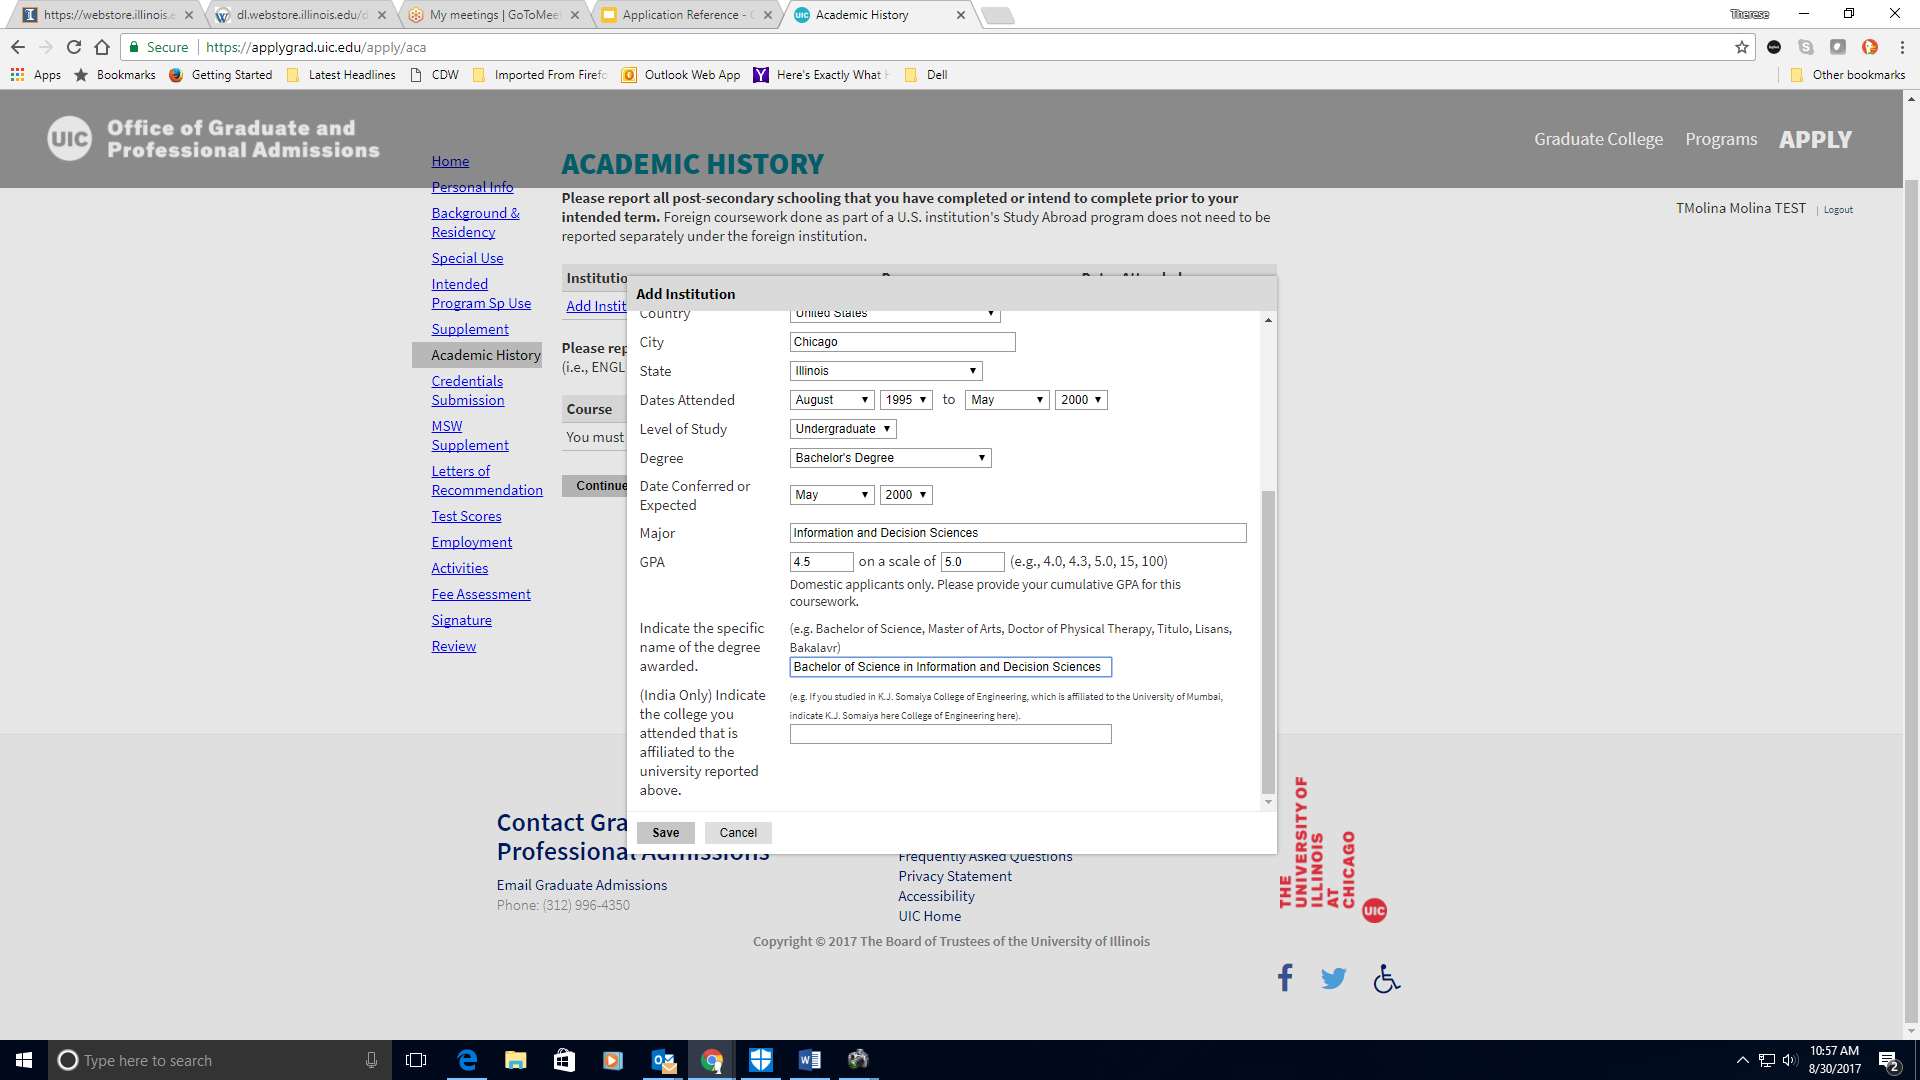 https://webstore.illinois.e
dl.webstore.illinois.edu/d
My meetings | GoToMee
Application Reference -
Academic History
Therese
Secure
https://applygrad.uic.edu/apply/aca
Apps
Bookmarks
Getting Started
Latest Headlines
CDW
Imported From Firefo
Outlook Web App
Here's Exactly What
Dell
Other bookmarks
UIC
Office of Graduate and
Professional Admissions
Graduate College
Programs
APPLY
TMolina Molina TEST | Logout
Home
Personal Info
Background &
Residency
Special Use
Intended
Program Sp Use
Supplement
Academic History
Credentials
Submission
MSW
Supplement
Letters of
Recommendation
Test Scores
Employment
Activities
Fee Assessment
Signature
Review
ACADEMIC HISTORY
Please report all post-secondary schooling that you have completed or intend to complete prior to your
intended term. Foreign coursework done as part of a U.S. institution's Study Abroad program does not need to be
reported separately under the foreign institution.
Institutio
Add Instit
Please rep
(i.e., ENGL
Course
You must
Continue
Add Institution
Country United States
City Chicago
State Illinois
Dates Attended August 1995 to May 2000
Level of Study Undergraduate
Degree Bachelor's Degree
Date Conferred or
Expected
May 2000
Major Information and Decision Sciences
GPA 4.5 on a scale of 5.0 (e.g., 4.0, 4.3, 5.0, 15, 100)
Domestic applicants only. Please provide your cumulative GPA for this
coursework.
Indicate the specific
name of the degree
awarded.
(e.g. Bachelor of Science, Master of Arts, Doctor of Physical Therapy, Titulo, Lisans,
Bakalavr)
Bachelor of Science in Information and Decision Sciences
(India Only) Indicate
the college you
attended that is
affiliated to the
university reported
above.
(e.g. If you studied in K.J. Somaiya College of Engineering, which is affiliated to the University of Mumbai,
indicate K.J. Somaiya here College of Engineering here).
Save
Cancel
Contact Gra
Professional Admissions
Email Graduate Admissions
Phone: (312) 996-4350
Frequently Asked Questions
Privacy Statement
Accessibility
UIC Home
THE
UNIVERSITY OF
ILLINOIS
AT
CHICAGO
UIC
Copyright © 2017 The Board of Trustees of the University of Illinois
Type here to search
10:57 AM
8/30/2017
2